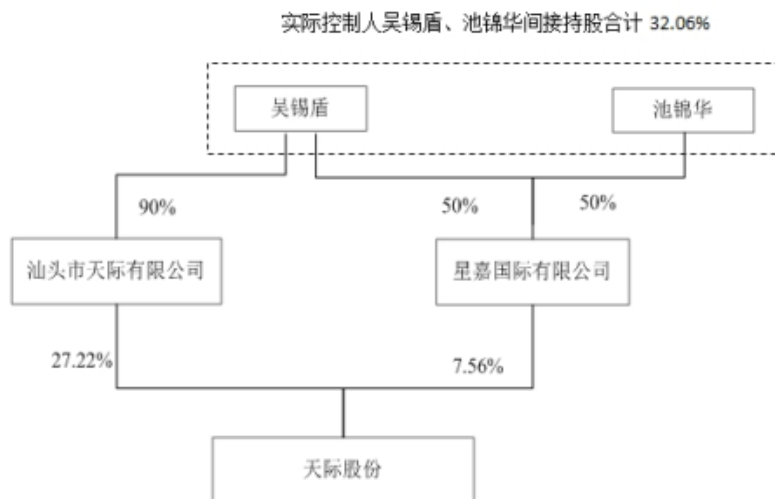 实际控制人吴锡盾、池锦华间接持股合计 32.06%
吴锡盾
池锦华
90%
50%
50%
汕头市天际有限公司
星嘉国际有限公司
27.22%
7.56%
天际股份